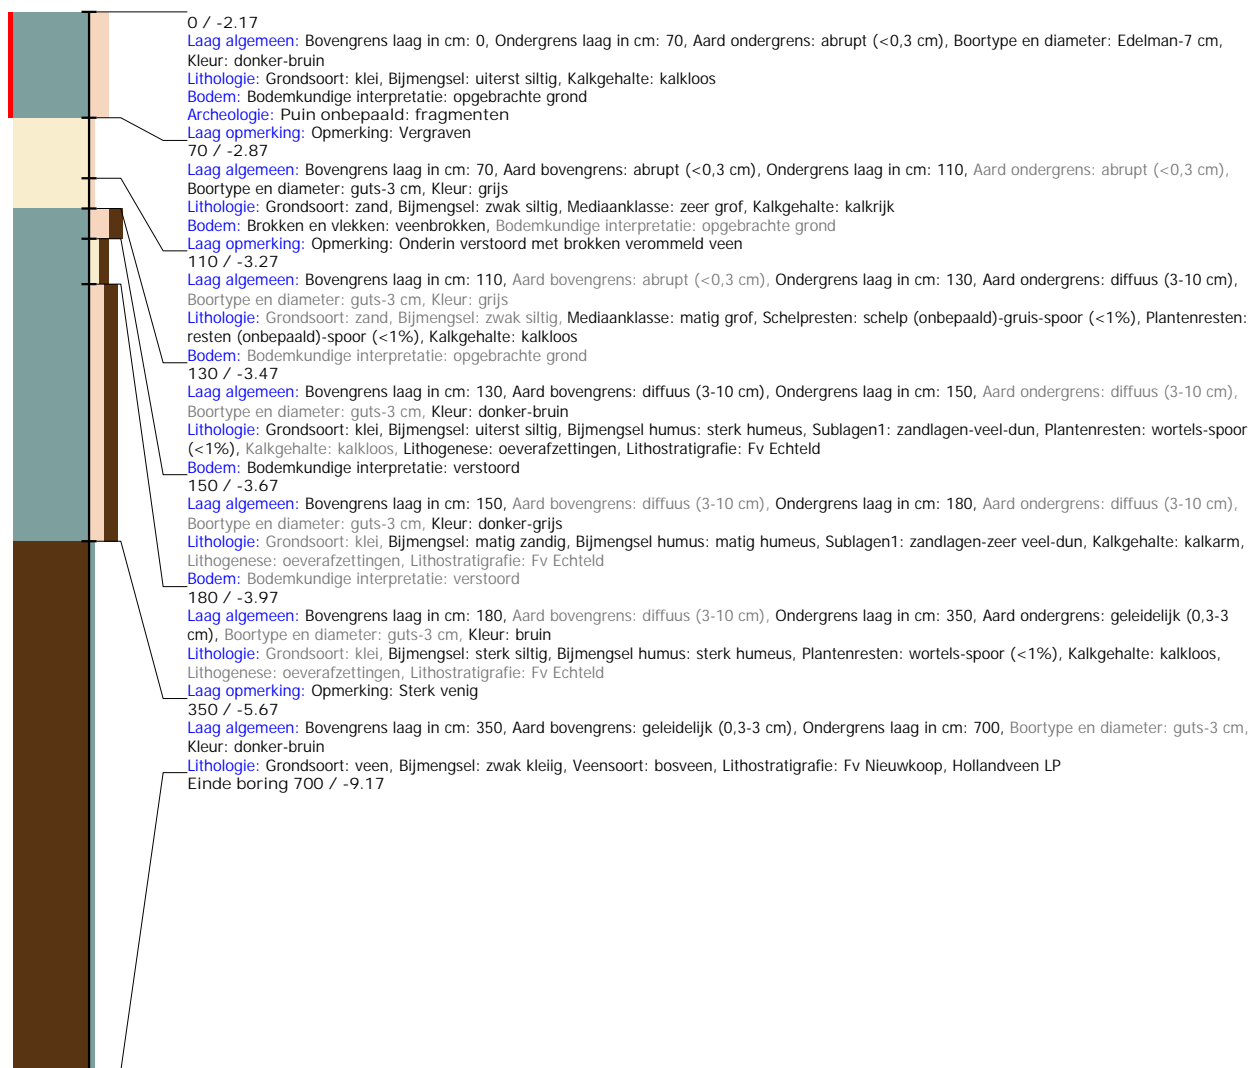 0 / -2.17
Laag algemeen: Bovengrens laag in cm: 0, Ondergrens laag in cm: 70, Aard ondergrens: abrupt (<0,3 cm), Boortype en diameter: Edelman-7 cm,
Kleur: donker-bruin
Lithologie: Grondsoort: klei, Bijmengsel: uiterst siltig, Kalkgehalte: kalkloos
Bodem: Bodemkundige interpretatie: opgebrachte grond
Archeologie: Puin onbepaald: fragmenten
Laag opmerking: Opmerking: Vergraven
70 / -2.87
Laag algemeen: Bovengrens laag in cm: 70, Aard bovengrens: abrupt (<0,3 cm), Ondergrens laag in cm: 110, Aard ondergrens: abrupt (<0,3 cm),
Boortype en diameter: guts-3 cm, Kleur: grijs
Lithologie: Grondsoort: zand, Bijmengsel: zwak siltig, Mediaanklasse: zeer grof, Kalkgehalte: kalkrijk
Bodem: Brokken en vlekken: veenbrokken, Bodemkundige interpretatie: opgebrachte grond
Laag opmerking: Opmerking: Onderin verstoord met brokken verommeld veen
110 / -3.27
Laag algemeen: Bovengrens laag in cm: 110, Aard bovengrens: abrupt (<0,3 cm), Ondergrens laag in cm: 130, Aard ondergrens: diffuus (3-10 cm),
Boortype en diameter: guts-3 cm, Kleur: grijs
Lithologie: Grondsoort: zand, Bijmengsel: zwak siltig, Mediaanklasse: matig grof, Schelpresten: schelp (onbepaald)-gruis-spoor (<1%), Plantenresten:
resten (onbepaald)-spoor (<1%), Kalkgehalte: kalkloos
Bodem: Bodemkundige interpretatie: opgebrachte grond
130 / -3.47
Laag algemeen: Bovengrens laag in cm: 130, Aard bovengrens: diffuus (3-10 cm), Ondergrens laag in cm: 150, Aard ondergrens: diffuus (3-10 cm),
Boortype en diameter: guts-3 cm, Kleur: donker-bruin
Lithologie: Grondsoort: klei, Bijmengsel: uiterst siltig, Bijmengsel humus: sterk humeus, Sublagen1: zandlagen-veel-dun, Plantenresten: wortels-spoor
(<1%), Kalkgehalte: kalkloos, Lithogenese: oeverafzettingen, Lithostratigrafie: Fv Echteld
Bodem: Bodemkundige interpretatie: verstoord
150 / -3.67
Laag algemeen: Bovengrens laag in cm: 150, Aard bovengrens: diffuus (3-10 cm), Ondergrens laag in cm: 180, Aard ondergrens: diffuus (3-10 cm),
Boortype en diameter: guts-3 cm, Kleur: donker-grijs
Lithologie: Grondsoort: klei, Bijmengsel: matig zandig, Bijmengsel humus: matig humeus, Sublagen1: zandlagen-zeer veel-dun, Kalkgehalte: kalkarm,
Lithogenese: oeverafzettingen, Lithostratigrafie: Fv Echteld
Bodem: Bodemkundige interpretatie: verstoord
180 / -3.97
Laag algemeen: Bovengrens laag in cm: 180, Aard bovengrens: diffuus (3-10 cm), Ondergrens laag in cm: 350, Aard ondergrens: geleidelijk (0,3-3
cm), Boortype en diameter: guts-3 cm, Kleur: bruin
Lithologie: Grondsoort: klei, Bijmengsel: sterk siltig, Bijmengsel humus: sterk humeus, Plantenresten: wortels-spoor (<1%), Kalkgehalte: kalkloos,
Lithogenese: oeverafzettingen, Lithostratigrafie: Fv Echteld
Laag opmerking: Opmerking: Sterk venig
350 / -5.67
Laag algemeen: Bovengrens laag in cm: 350, Aard bovengrens: geleidelijk (0,3-3 cm), Ondergrens laag in cm: 700, Boortype en diameter: guts-3 cm,
Kleur: donker-bruin
Lithologie: Grondsoort: veen, Bijmengsel: zwak kleiig, Veensoort: bosveen, Lithostratigrafie: Fv Nieuwkoop, Hollandveen LP
Einde boring 700 / -9.17